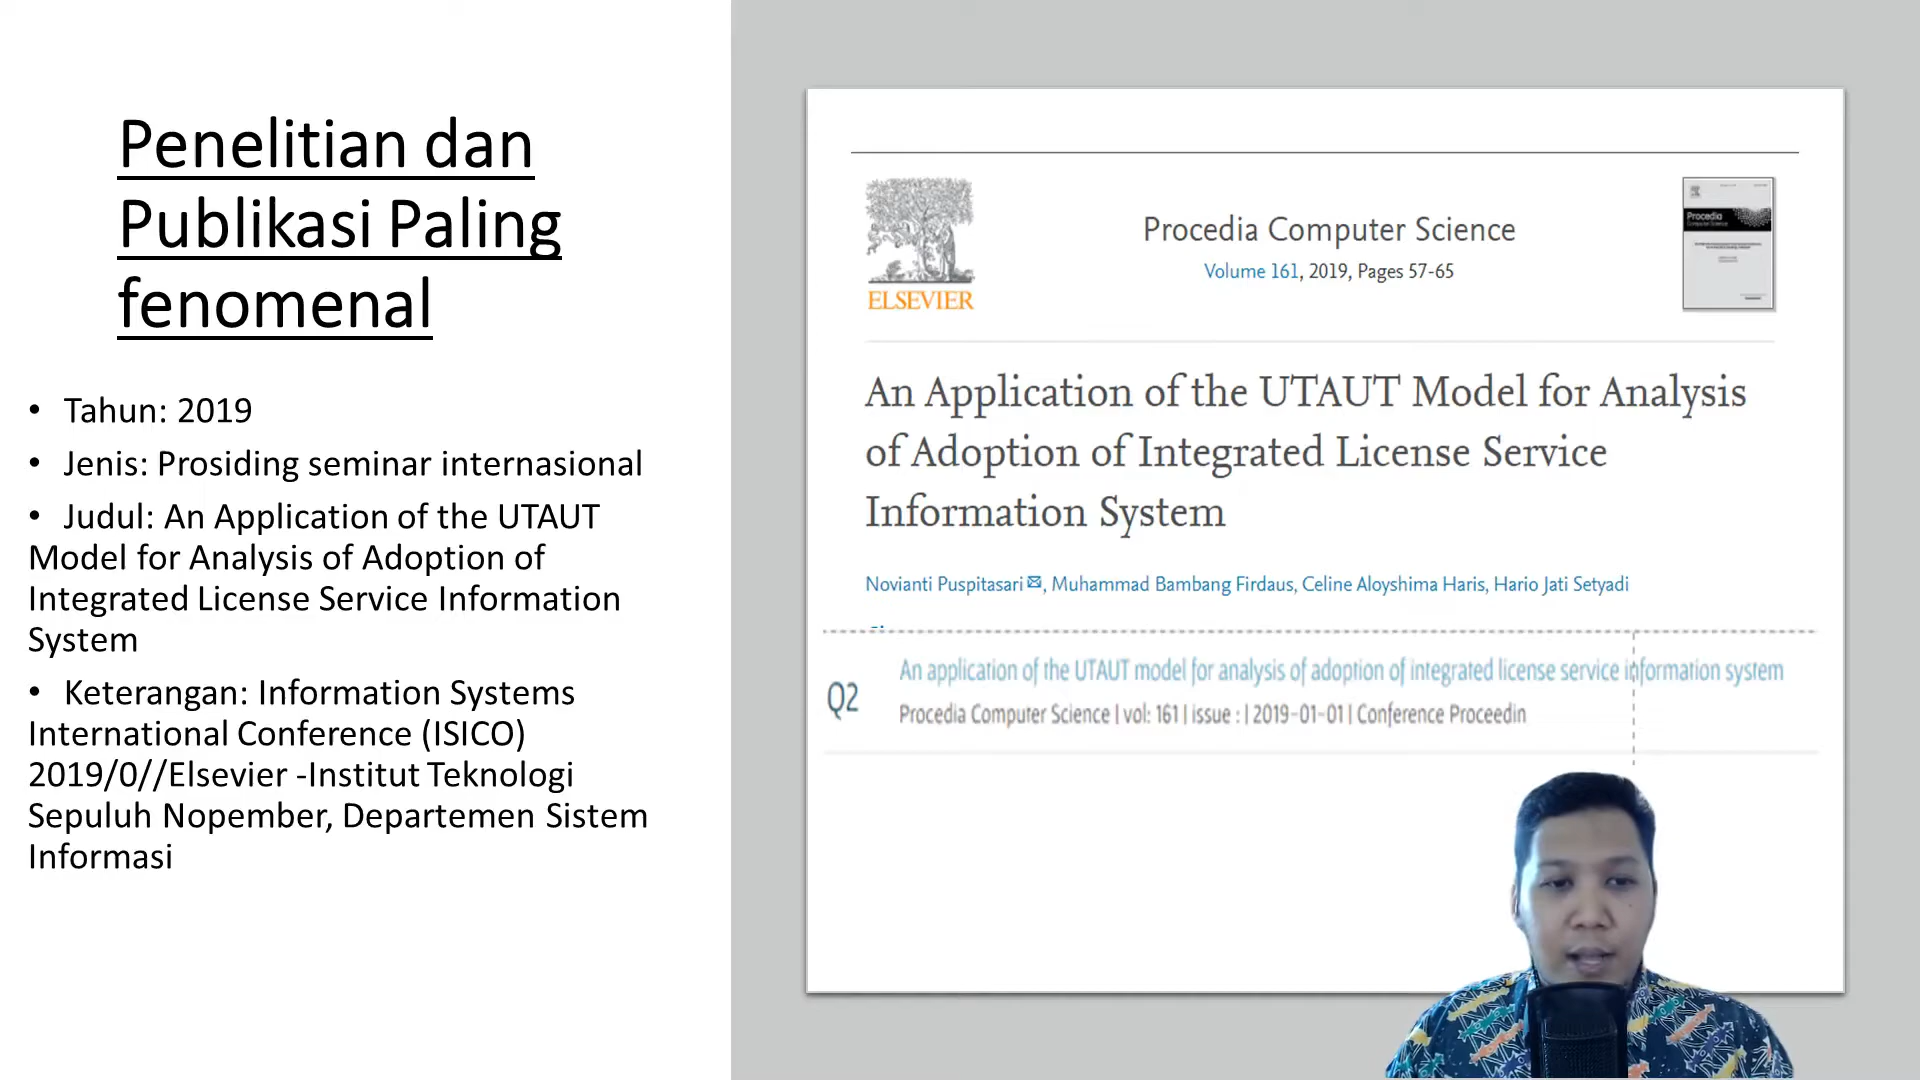 Penelitian dan
Publikasi Paling
fenomenal
• Tahun: 2019
• Jenis: Prosiding seminar internasional
• Judul: An Application of the UTAUT
Model for Analysis of Adoption of
Integrated License Service Information
System
• Keterangan: Information Systems
International Conference (ISICO)
2019/0//Elsevier -Institut Teknologi
Sepuluh Nopember, Departemen Sistem
Informasi
ELSEVIER
Procedia Computer Science
Volume 161, 2019, Pages 57-65
Procedia
Computer Science
An Application of the UTAUT Model for Analysis
of Adoption of Integrated License Service
Information System
Novianti Puspitasari, Muhammad Bambang Firdaus, Celine Aloyshima Haris, Hario Jati Setyadi
Q2
An application of the UTAUT model for analysis of adoption of integrated license service information system
Procedia Computer Science | vol: 161 | issue : | 2019-01-01 | Conference Proceedin